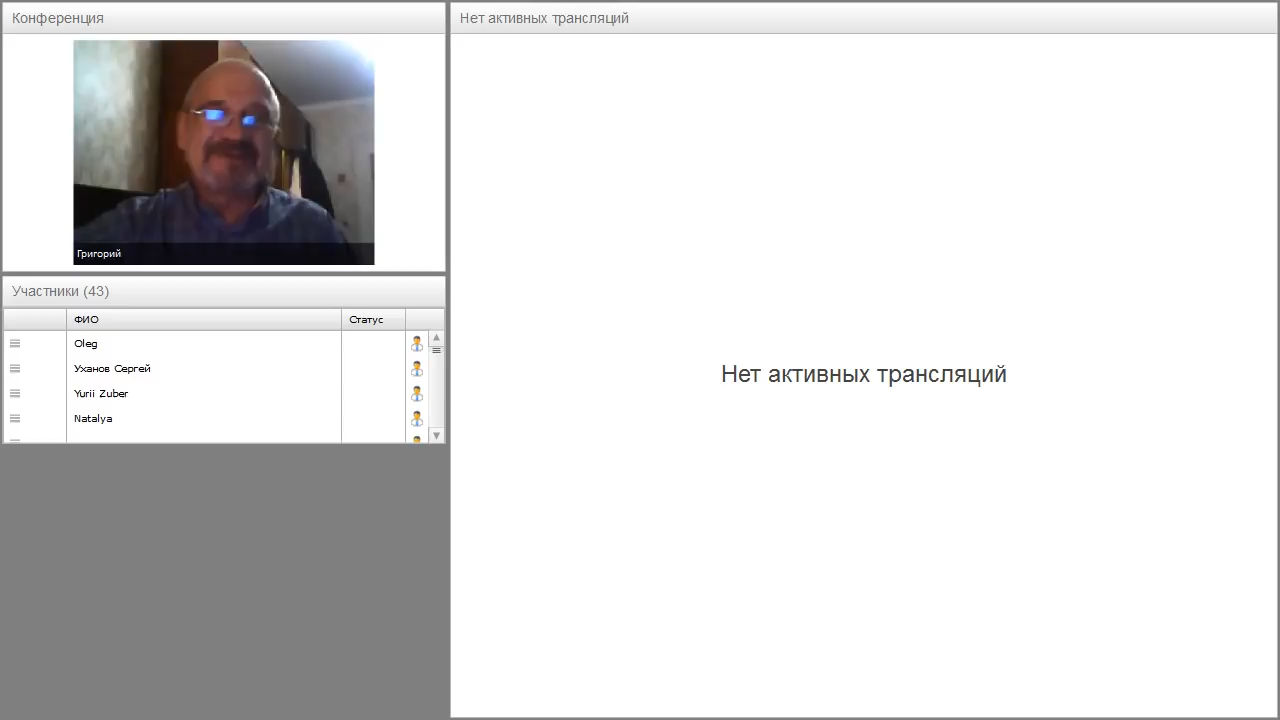 Конференция
Григорий
Участники (43)
ФИО Статус
Oleg
Уханов Сергей
Yurii Zuber
Natalya
Нет активных трансляций
Нет активных трансляций